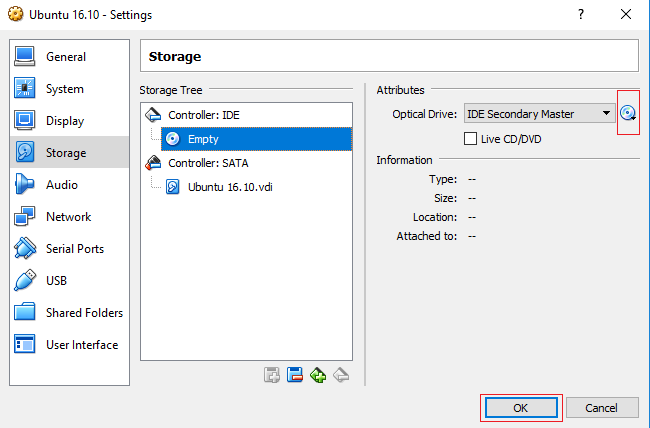 Ubuntu 16.10 - Settings
General
System
Display
Storage
Audio
Network
Serial Ports
USB
Shared Folders
User Interface
Storage
Storage Tree
Controller: IDE
Empty
Controller: SATA
Ubuntu 16.10.vdi
Attributes
Optical Drive: IDE Secondary Master
Live CD/DVD
Information
Type: --
Size: --
Location: --
Attached to: --
OK Cancel